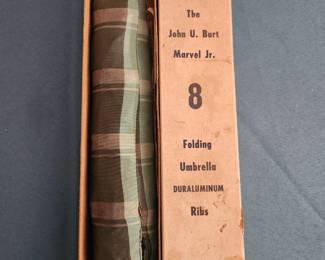 The
John U. Burt
Marvel Jr.
8
Folding
Umbrella
DURALUMINUM
Ribs